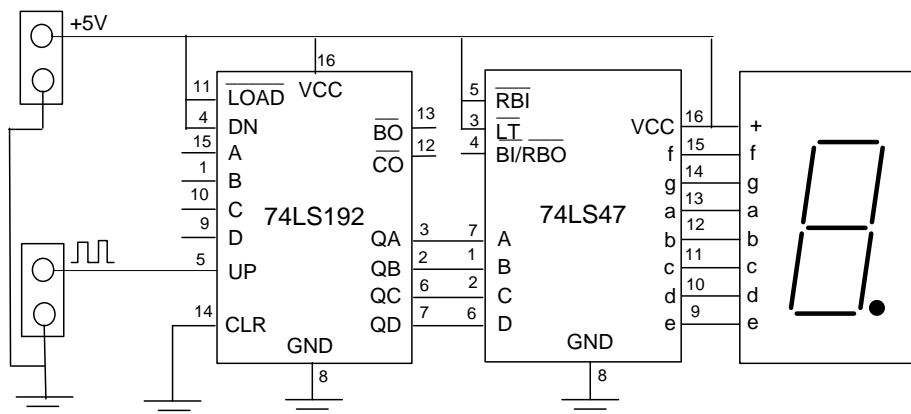 +5V
16
11
LOAD
VCC
4
DN
15
A
1
B
10
C
9
D
5
UP
14
CLR
74LS192
13
BO
12
CO
QA
3
QB
2
QC
6
QD
7
GND
8
5
RBI
3
LT
4
BI/RBO
74LS47
7
A
1
B
2
C
6
D
VCC
16
f
15
g
14
a
13
b
12
c
11
d
10
e
9
GND
8
+
f
g
a
b
c
d
e